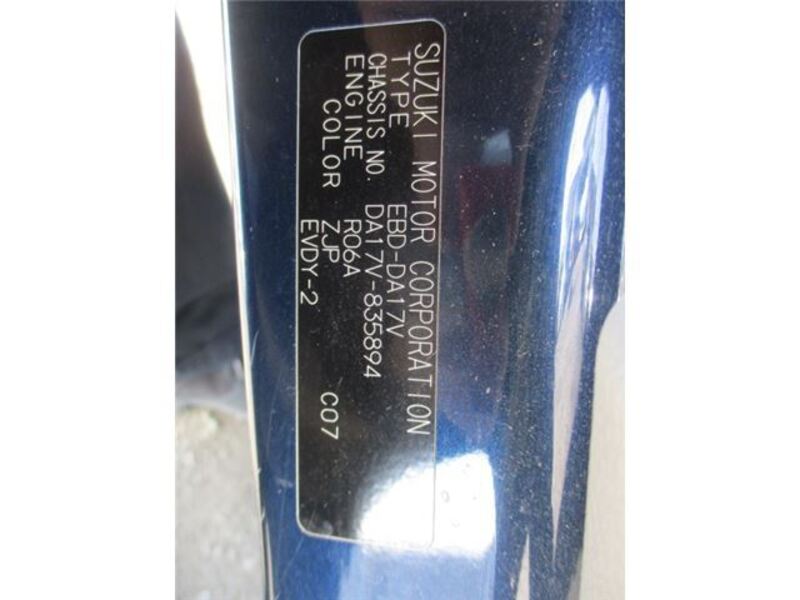 SUZUKI MOTOR CORPORATION
TYPE EBD-DA17V
CHASSIS NO. DA17V-835894
ENGINE R06A
COLOR ZJP C07
EVDY-2